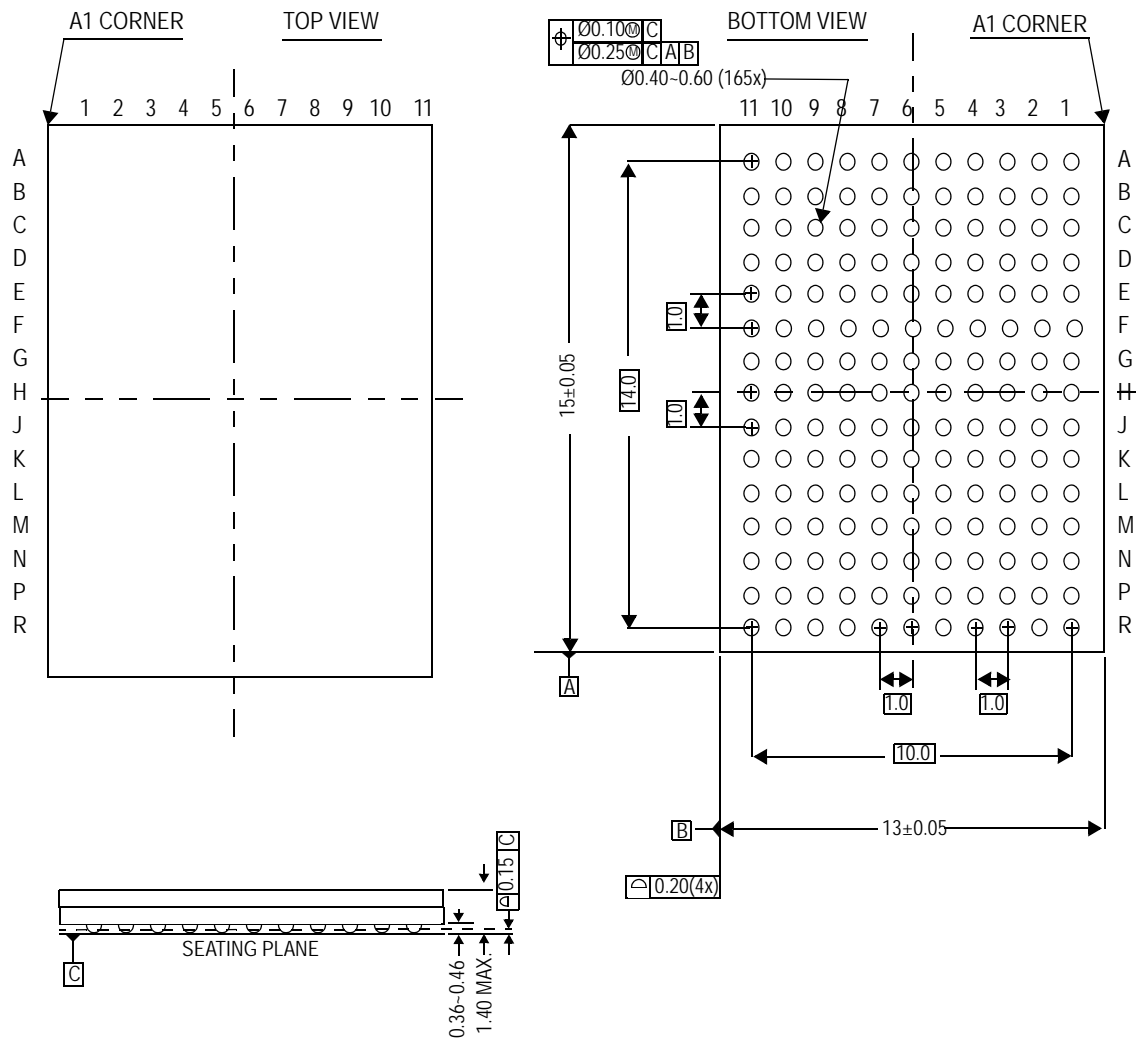 A1 CORNER
TOP VIEW
1 2 3 4 5 6 7 8 9 10 11
A
B
C
D
E
F
G
H
J
K
L
M
N
P
R
Ø0.10Ⓜ C
Ø0.25Ⓜ C A B
Ø0.40~0.60 (165x)
BOTTOM VIEW
A1 CORNER
11 10 9 8 7 6 5 4 3 2 1
A
B
C
D
E
F
G
H
J
K
L
M
N
P
R
15±0.05
14.0
1.0
1.0
A
1.0
1.0
10.0
B
13±0.05
0.20(4x)
0.15 C
SEATING PLANE
C
0.36~0.46
1.40 MAX.